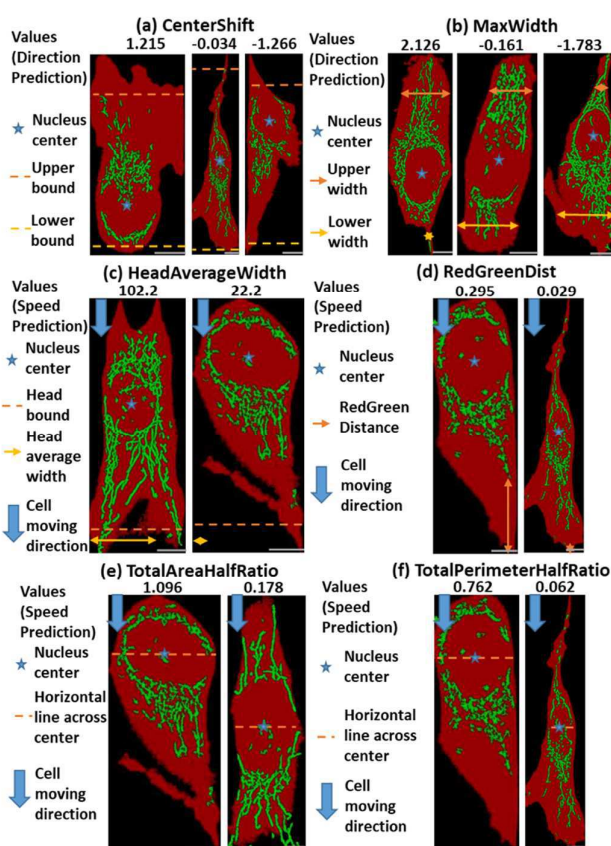 (a) CenterShift
Values
(Direction
Prediction)
1.215
-0.034
-1.266
Nucleus
center
Upper
bound
Lower
bound
(b) MaxWidth
Values
(Direction
Prediction)
2.126
-0.161
-1.783
Nucleus
center
Upper
width
Lower
width
(c) HeadAverageWidth
Values
(Speed
Prediction)
102.2
22.2
Nucleus
center
Head
bound
Head
average
width
Cell
moving
direction
(d) RedGreenDist
Values
(Speed
Prediction)
0.295
0.029
Nucleus
center
RedGreen
Distance
Cell
moving
direction
(e) TotalAreaHalfRatio
Values
(Speed
Prediction)
1.096
0.178
Nucleus
center
Horizontal
line across
center
Cell
moving
direction
(f) TotalPerimeterHalfRatio
Values
(Speed
Prediction)
0.762
0.062
Nucleus
center
Horizontal
line across
center
Cell
moving
direction